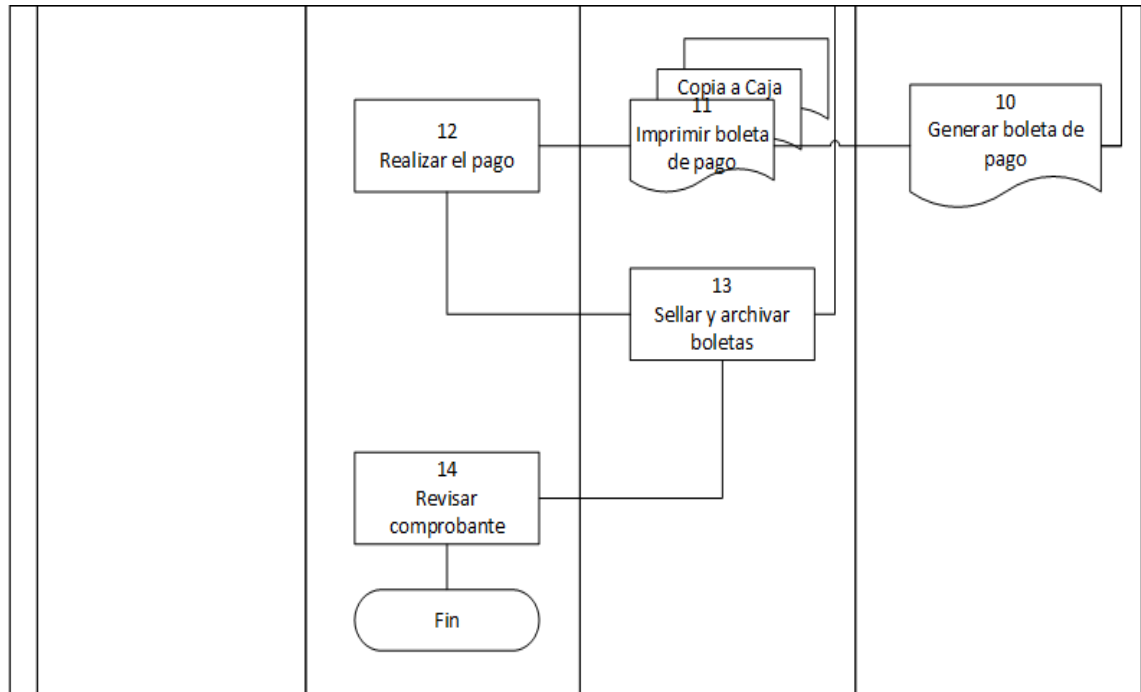 Copia a Caja
11
Imprimir boleta
de pago
10
Generar boleta de
pago
12
Realizar el pago
13
Sellar y archivar
boletas
14
Revisar
comprobante
Fin